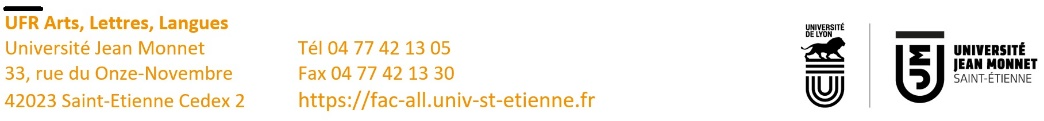 UFR Arts, Lettres, Langues
Université Jean Monnet
33, rue du Onze-Novembre
42023 Saint-Etienne Cedex 2
Tél 04 77 42 13 05
Fax 04 77 42 13 30
https://fac-all.univ-st-etienne.fr
UNIVERSITÉ
DE LYON
UJM
UNIVERSITÉ
JEAN MONNET
SAINT-ÉTIENNE